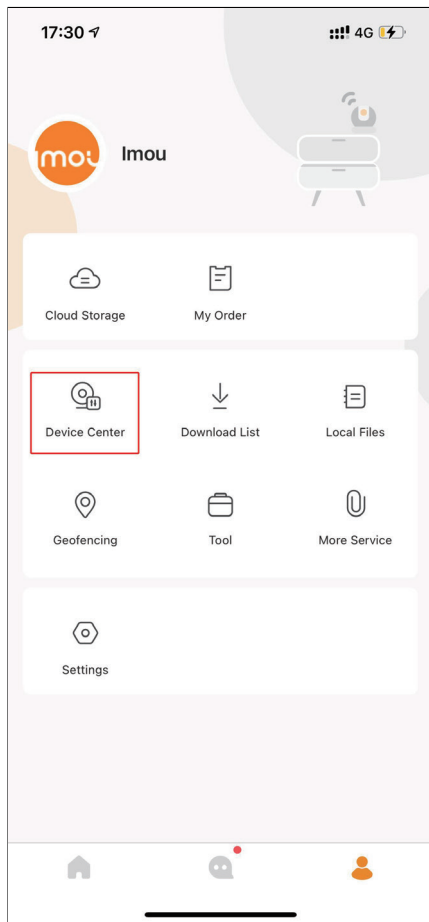 17:30 4G
imou Imou
Cloud Storage My Order
Device Center Download List Local Files
Geofencing Tool More Service
Settings